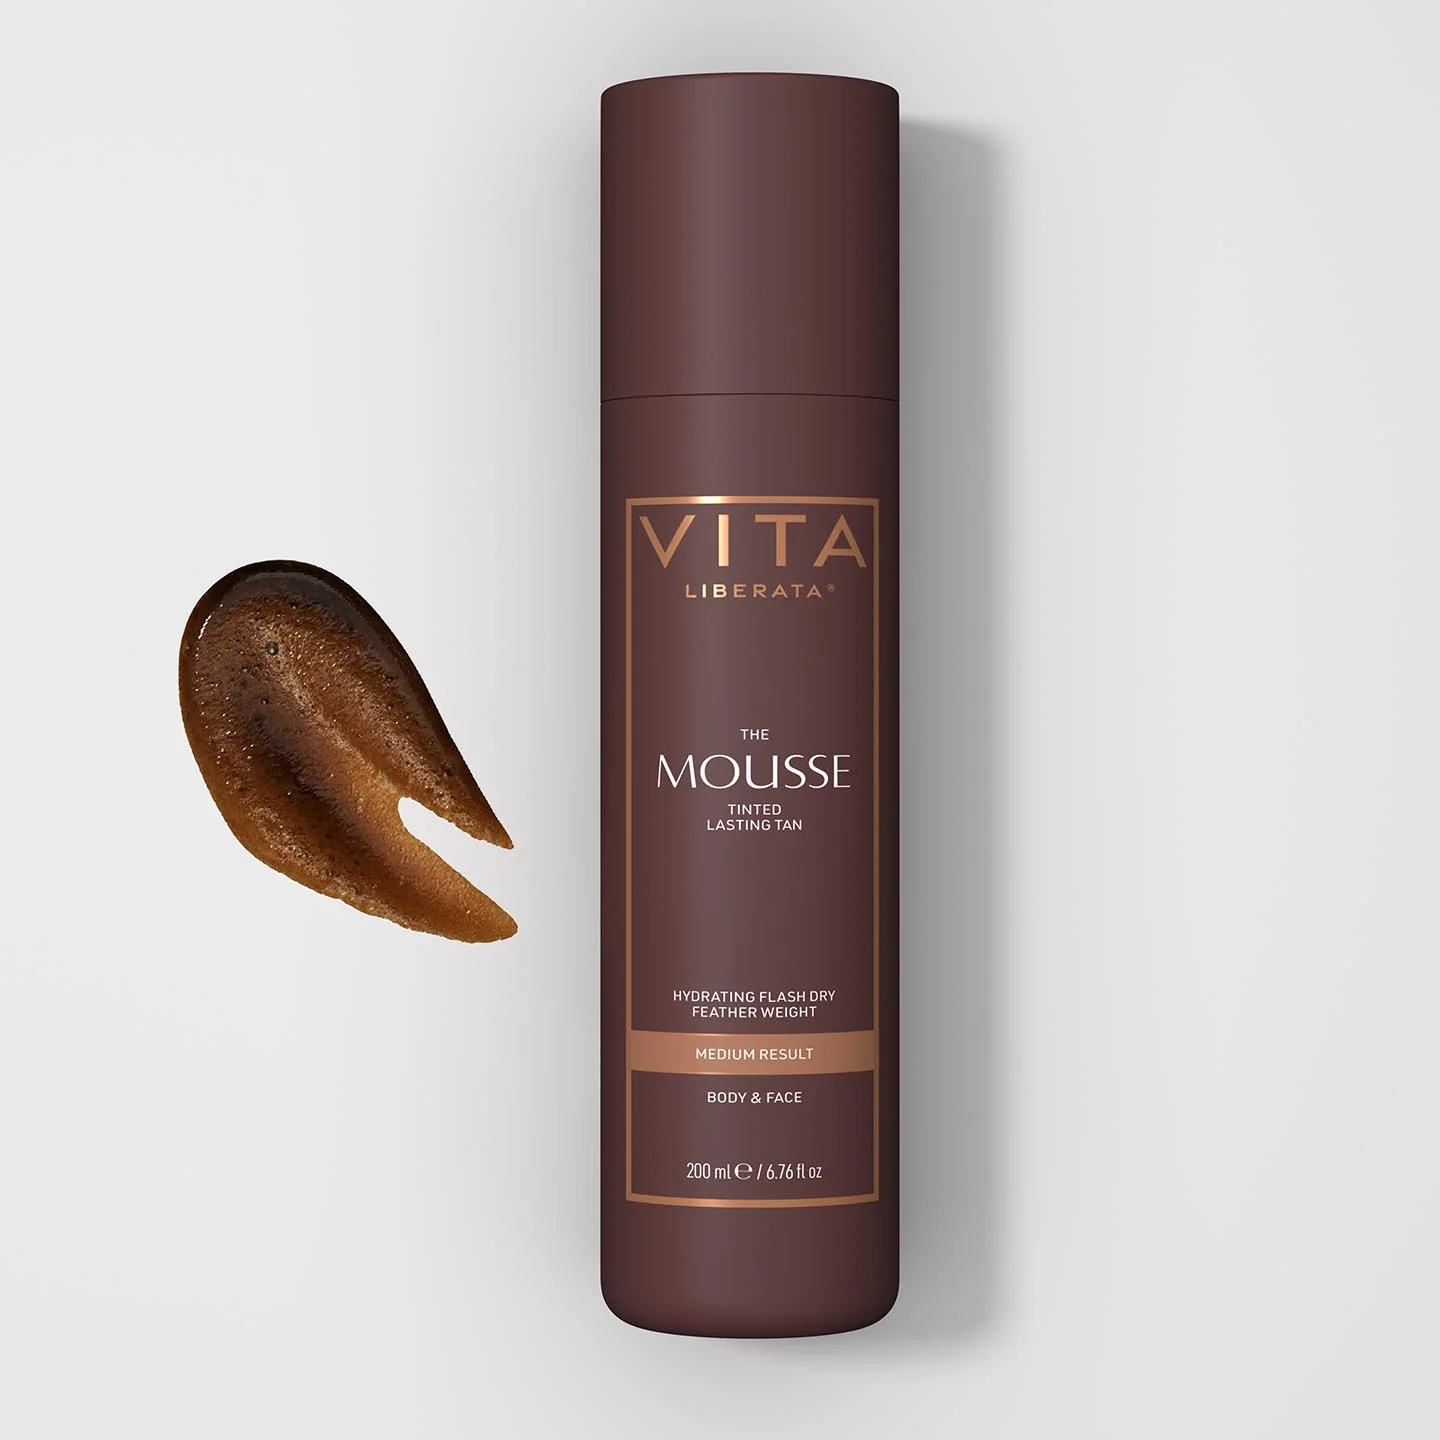 VITA
LIBERATA®
THE
MOUSSE
TINTED
LASTING TAN
HYDRATING FLASH DRY
FEATHER WEIGHT
MEDIUM RESULT
BODY & FACE
200 ml ℮ / 6.76 fl oz